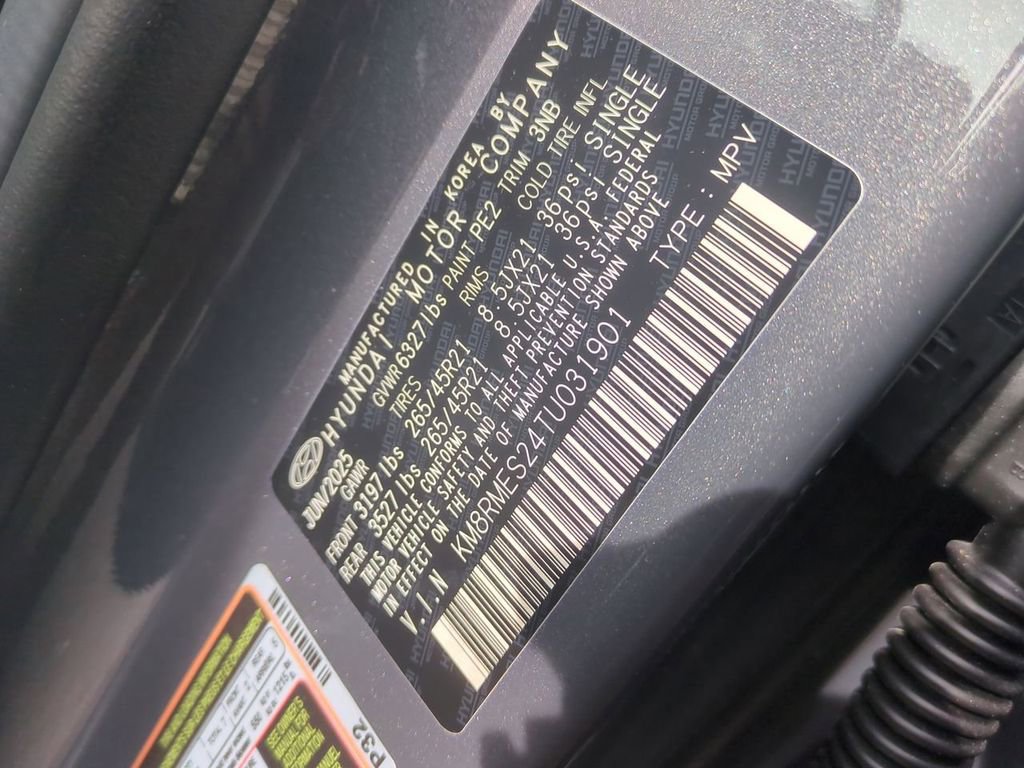 MANUFACTURED IN KOREA BY
HYUNDAI MOTOR COMPANY
JUN/2025 GVWR6327lbs PAINT:PE2 TRIM 3NB
GAWR TIRES RIMS COLD TIRE INFL
FRONT 3197lbs 265/45R21 8.5JX21 36psi SINGLE
REAR 3527lbs 265/45R21 8.5JX21 36psi SINGLE
THIS VEHICLE CONFORMS TO ALL APPLICABLE U.S.A FEDERAL
MOTOR VEHICLE SAFETY AND THEFT PREVENTION STANDARDS
IN EFFECT ON THE DATE OF MANUFACTURE SHOWN ABOVE
V.I.N KM8RMES24TU031901 TYPE : MPV
P32